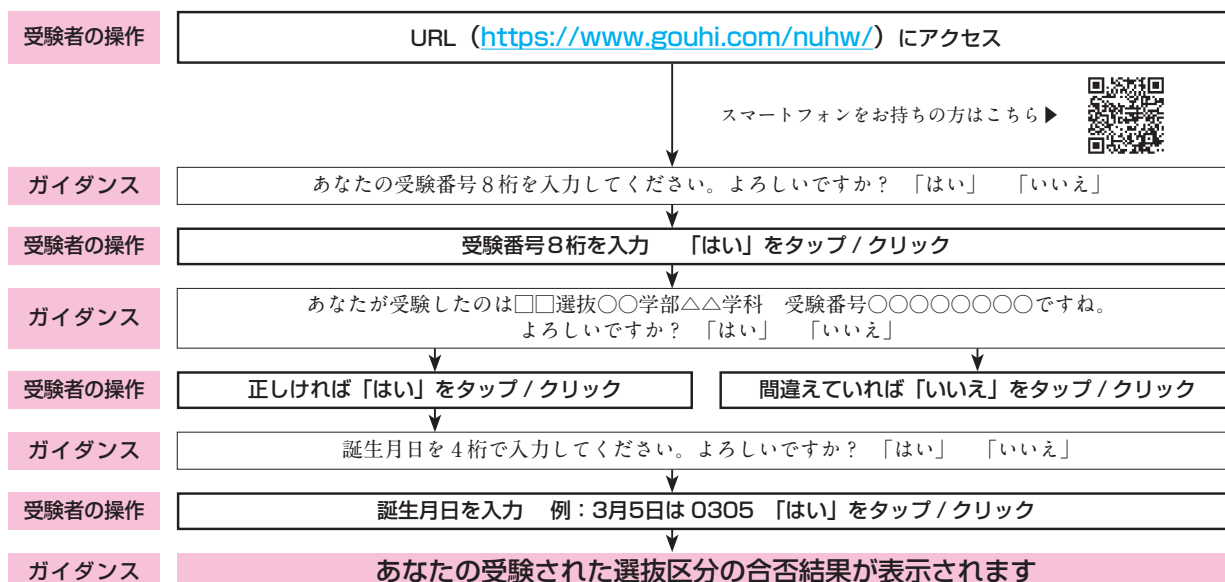 受験者の操作
URL（https://www.gouhi.com/nuhw/）にアクセス
スマートフォンをお持ちの方はこちら▶
ガイダンス
あなたの受験番号８桁を入力してください。よろしいですか？　「はい」　「いいえ」
受験者の操作
受験番号８桁を入力　「はい」をタップ / クリック
ガイダンス
あなたが受験したのは□□選抜○○学部△△学科　受験番号○○○○○○○○ですね。
よろしいですか？　「はい」　「いいえ」
受験者の操作
正しければ「はい」をタップ / クリック
間違えていれば「いいえ」をタップ / クリック
ガイダンス
誕生月日を４桁で入力してください。よろしいですか？　「はい」　「いいえ」
受験者の操作
誕生月日を入力　例：3月5日は 0305　「はい」をタップ / クリック
ガイダンス
あなたの受験された選抜区分の合否結果が表示されます